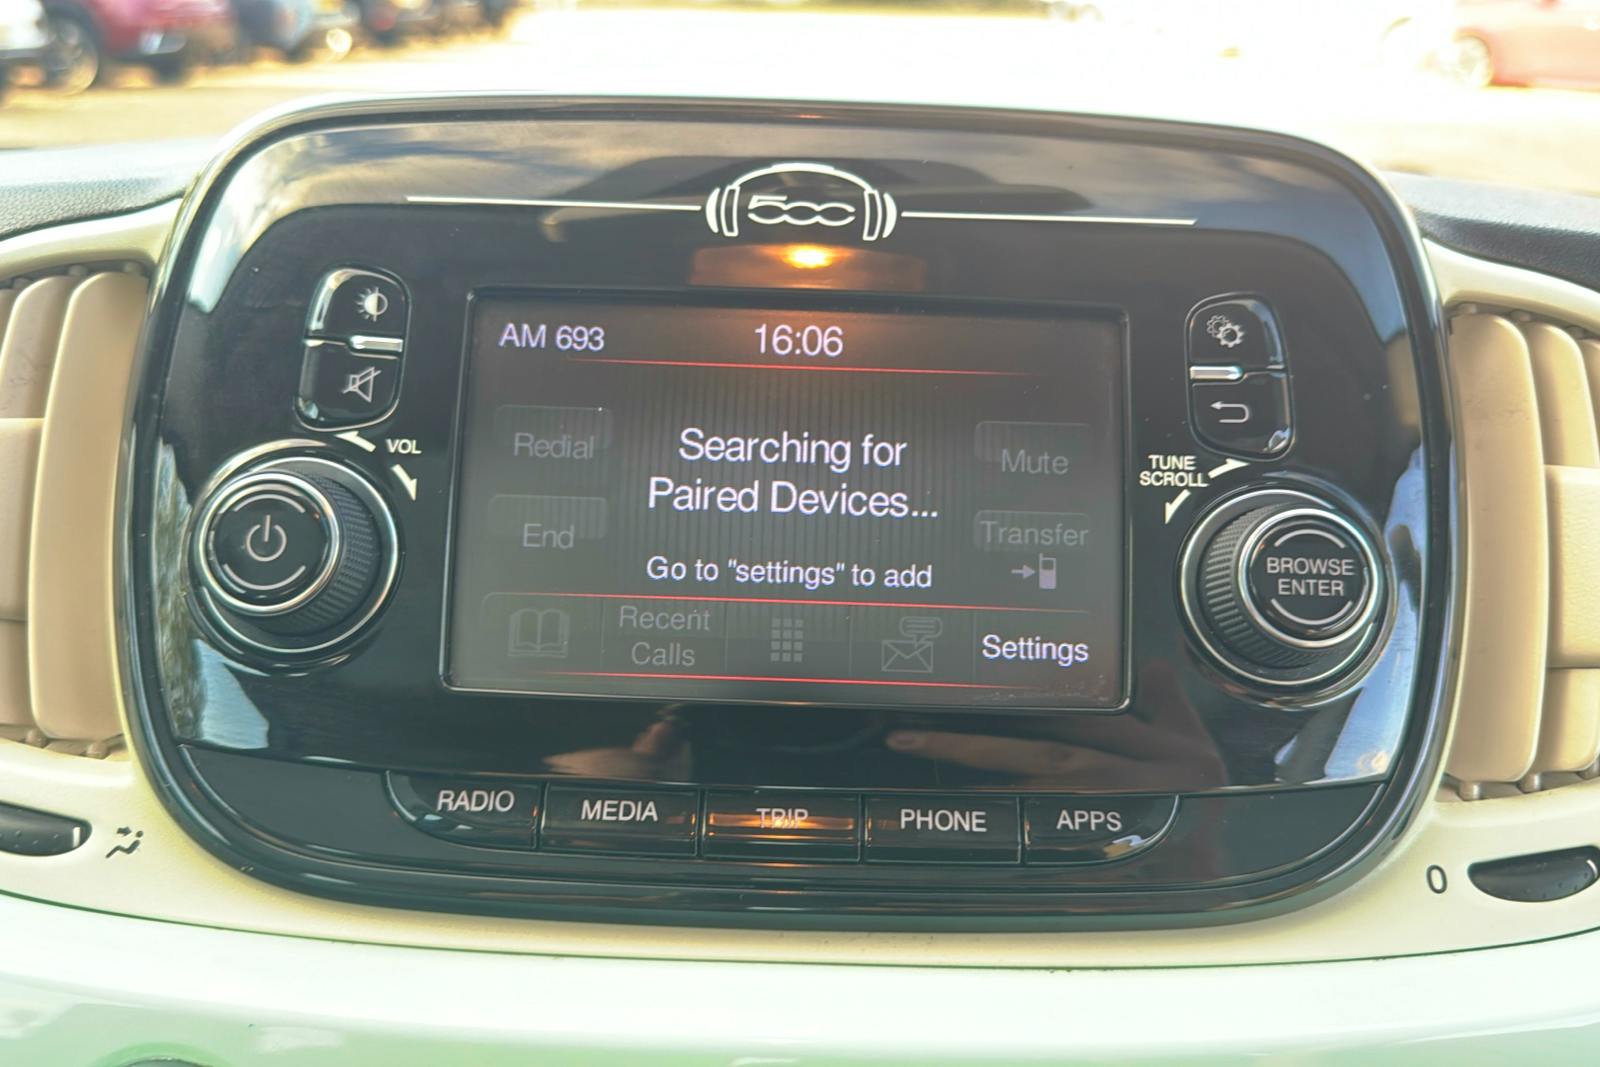 500
AM 693
16:06
VOL
TUNE
SCROLL
Redial
Searching for
Paired Devices...
Mute
End
Transfer
Go to "settings" to add
BROWSE
ENTER
Recent
Calls
Settings
RADIO
MEDIA
TRIP
PHONE
APPS
0